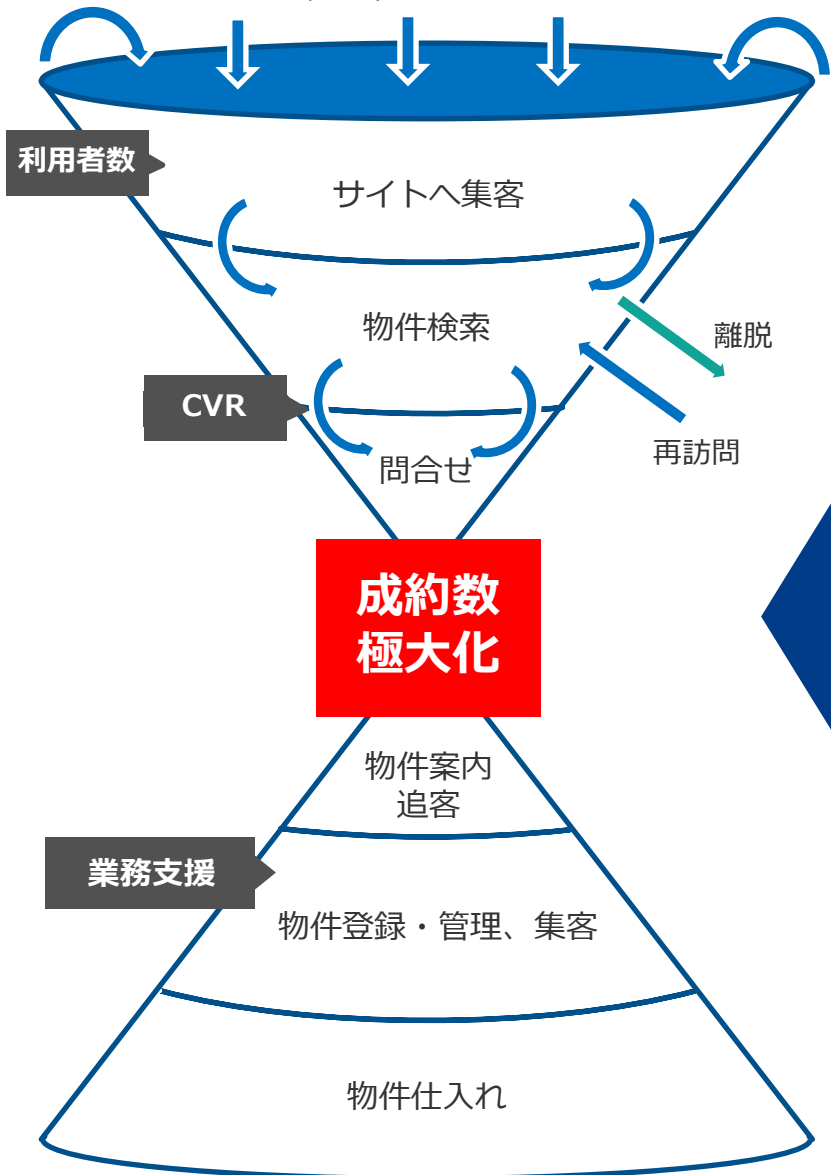 利用者数
サイトへ集客
物件検索
離脱
CVR
再訪問
問合せ
成約数
極大化
物件案内
追客
業務支援
物件登録・管理、集客
物件仕入れ